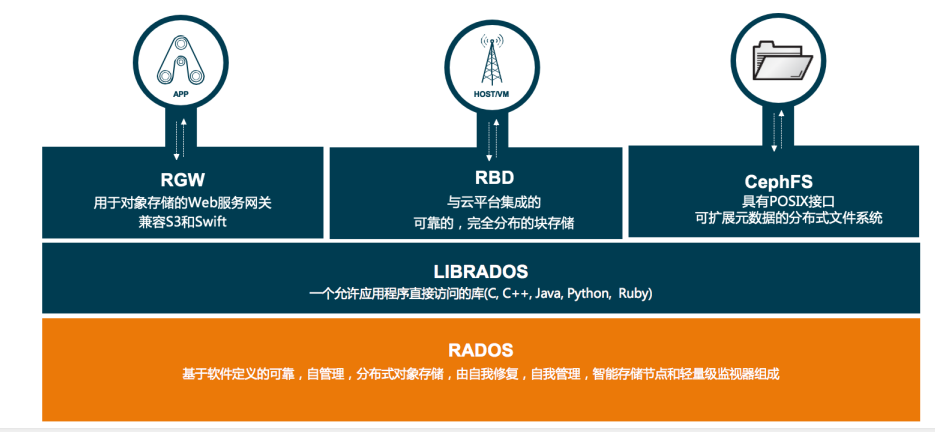 APP
HOST/VM
RGW
用于对象存储的Web服务网关
兼容S3和Swift
RBD
与云平台集成的
可靠的，完全分布的块存储
CephFS
具有POSIX接口
可扩展元数据的分布式文件系统
LIBRADOS
一个允许应用程序直接访问的库(C, C++, Java, Python, Ruby)
RADOS
基于软件定义的可靠，自管理，分布式对象存储，由自我修复，自我管理，智能存储节点和轻量级监视器组成